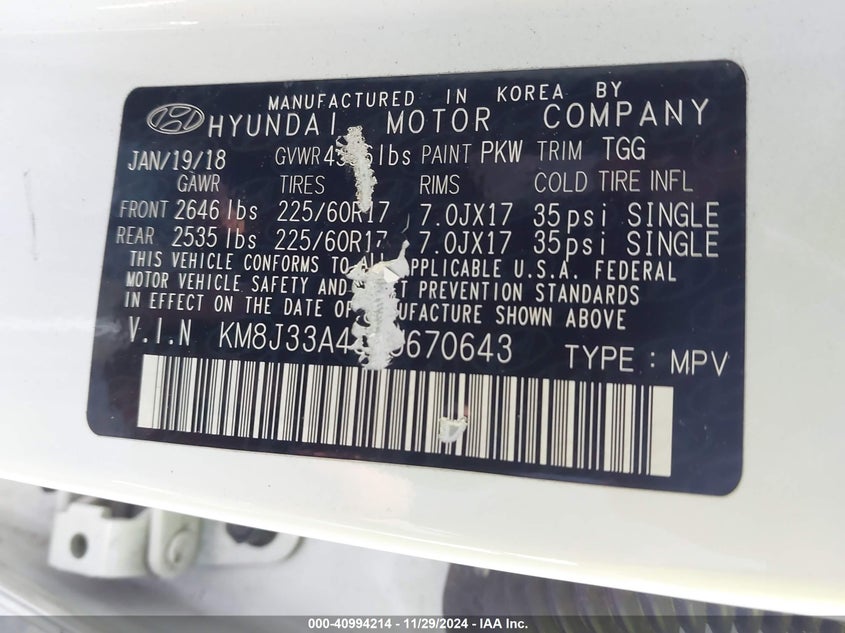 MANUFACTURED IN KOREA BY
HYUNDAI MOTOR COMPANY
JAN/19/18 GVWR lbs PAINT PKW TRIM TGG
GAWR TIRES RIMS COLD TIRE INFL
FRONT 2646 lbs 225/60R17 7.0JX17 35psi SINGLE
REAR 2535 lbs 225/60R17 7.0JX17 35psi SINGLE
THIS VEHICLE CONFORMS TO U.S.A. FEDERAL
MOTOR VEHICLE SAFETY AND PREVENTION STANDARDS
IN EFFECT ON THE DATE OF SHOWN ABOVE
V.I.N TYPE : MPV
000-40994214 - 11/29/2024 - IAA Inc.